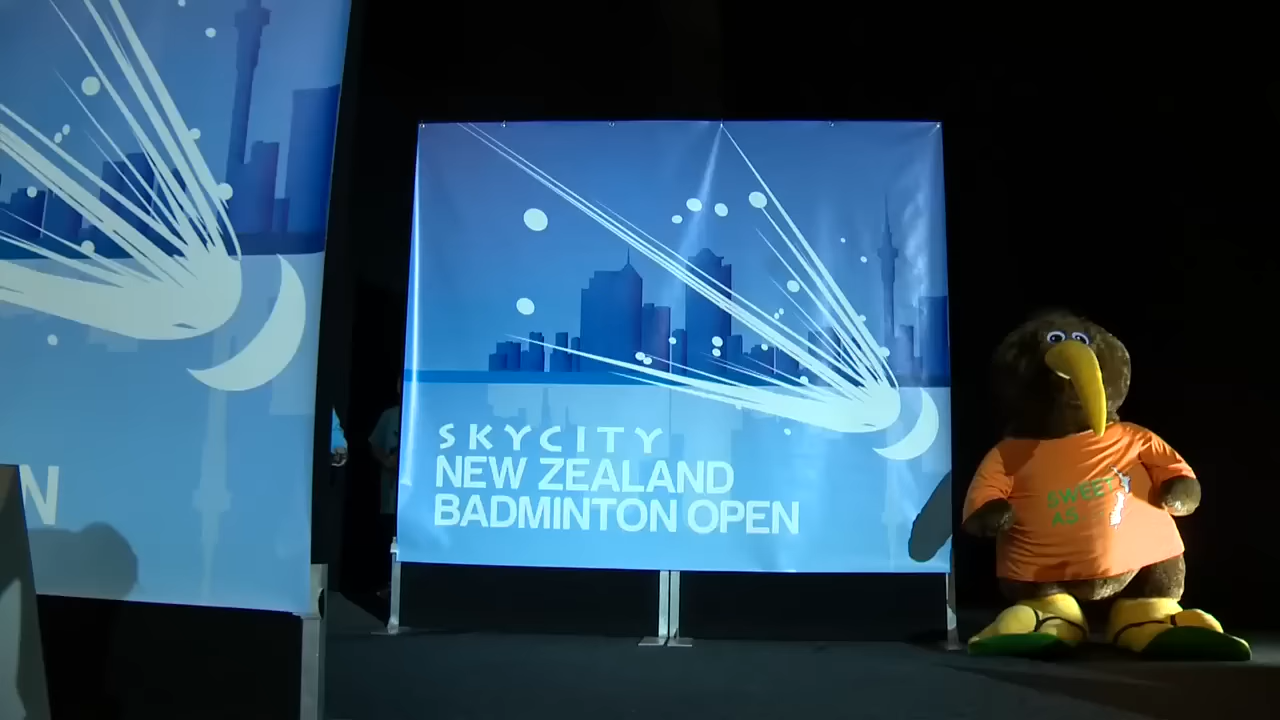 N
SKYCITY
NEW ZEALAND
BADMINTON OPEN
SWEET
AS